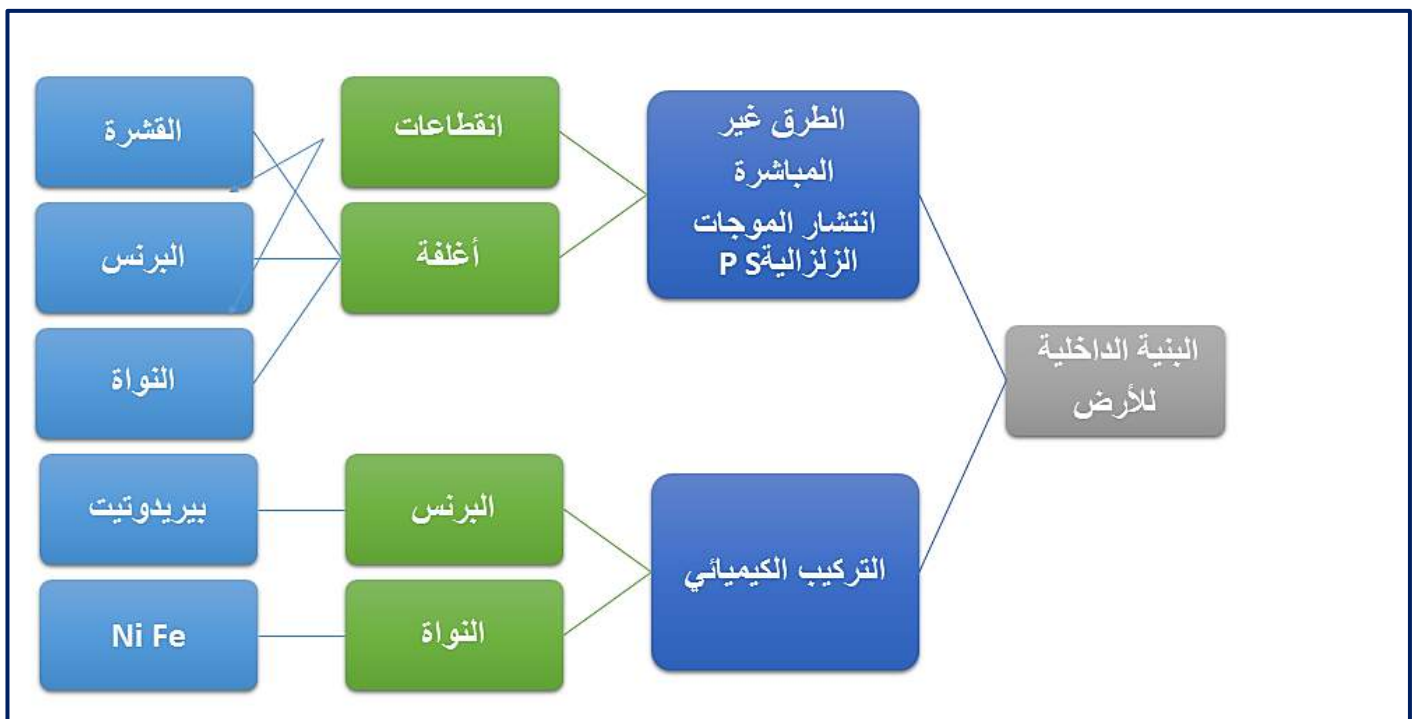 البنية الداخلية
للأرض
الطرق غير
المباشرة
انتشار الموجات
الزلزاليةP S
انقطاعات
أغلفة
القشرة
البرنس
النواة
التركيب الكيميائي
البرنس
النواة
بيريدوتيت
Ni Fe